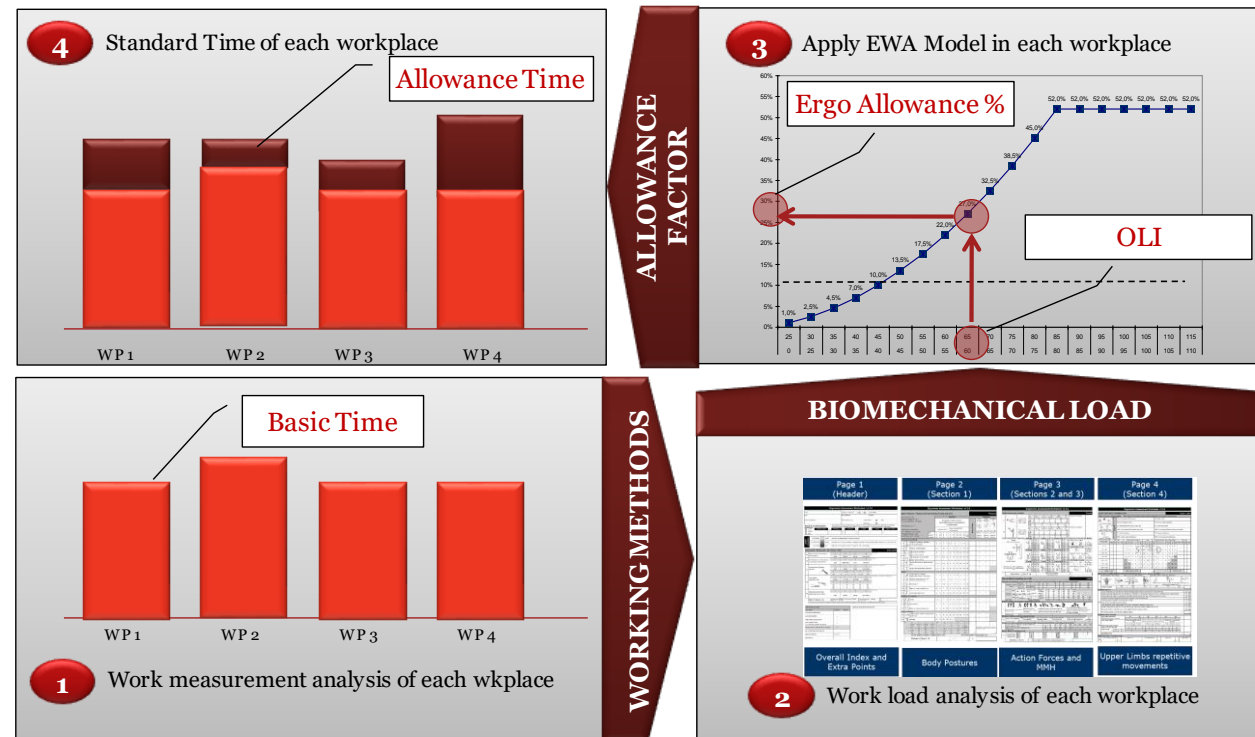 4
Standard Time of each workplace
Allowance Time
WP 1
WP 2
WP 3
WP 4
ALLOWANCE
FACTOR
3
Apply EWA Model in each workplace
Ergo Allowance %
OLI
60%
55%
50%
45%
40%
35%
30%
25%
20%
15%
10%
5%
0%
1,0%
2,5%
4,5%
7,0%
10,0%
13,5%
17,5%
22,0%
27,0%
32,5%
38,5%
45,0%
52,0% 52,0% 52,0% 52,0% 52,0% 52,0% 52,0%
25 30 35 40 45 50 55 60 65 70 75 80 85 90 95 100 105 110 115
0 25 30 35 40 45 50 55 60 65 70 75 80 85 90 95 100 105 110
Basic Time
WP 1
WP 2
WP 3
WP 4
1
Work measurement analysis of each wkplace
WORKING METHODS
BIOMECHANICAL LOAD
Page 1
(Header)
Page 2
(Section 1)
Page 3
(Sections 2 and 3)
Page 4
(Section 4)
Overall Index and
Extra Points
Body Postures
Action Forces and
MMH
Upper Limbs repetitive
movements
2
Work load analysis of each workplace